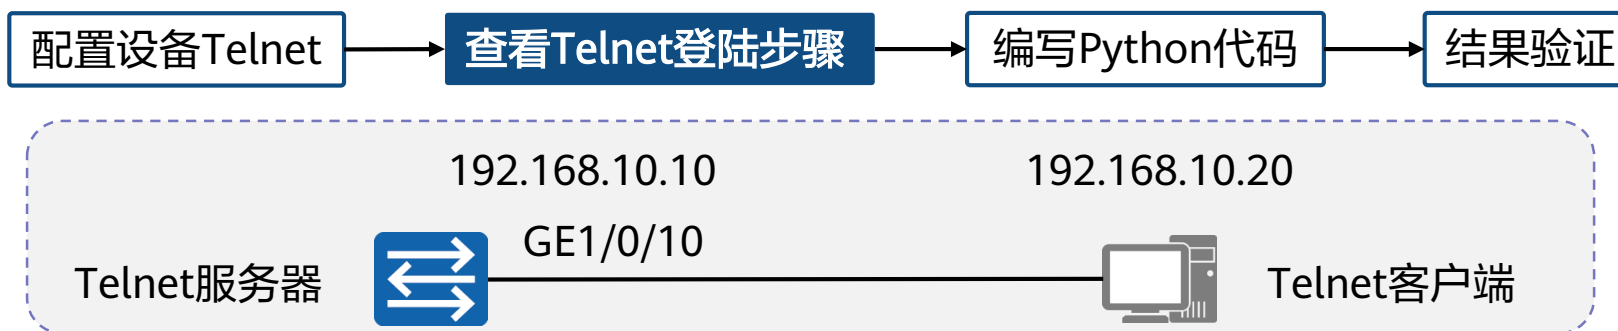 配置设备Telnet
查看Telnet登陆步骤
编写Python代码
结果验证
192.168.10.10
192.168.10.20
GE1/0/10
Telnet服务器
Telnet客户端